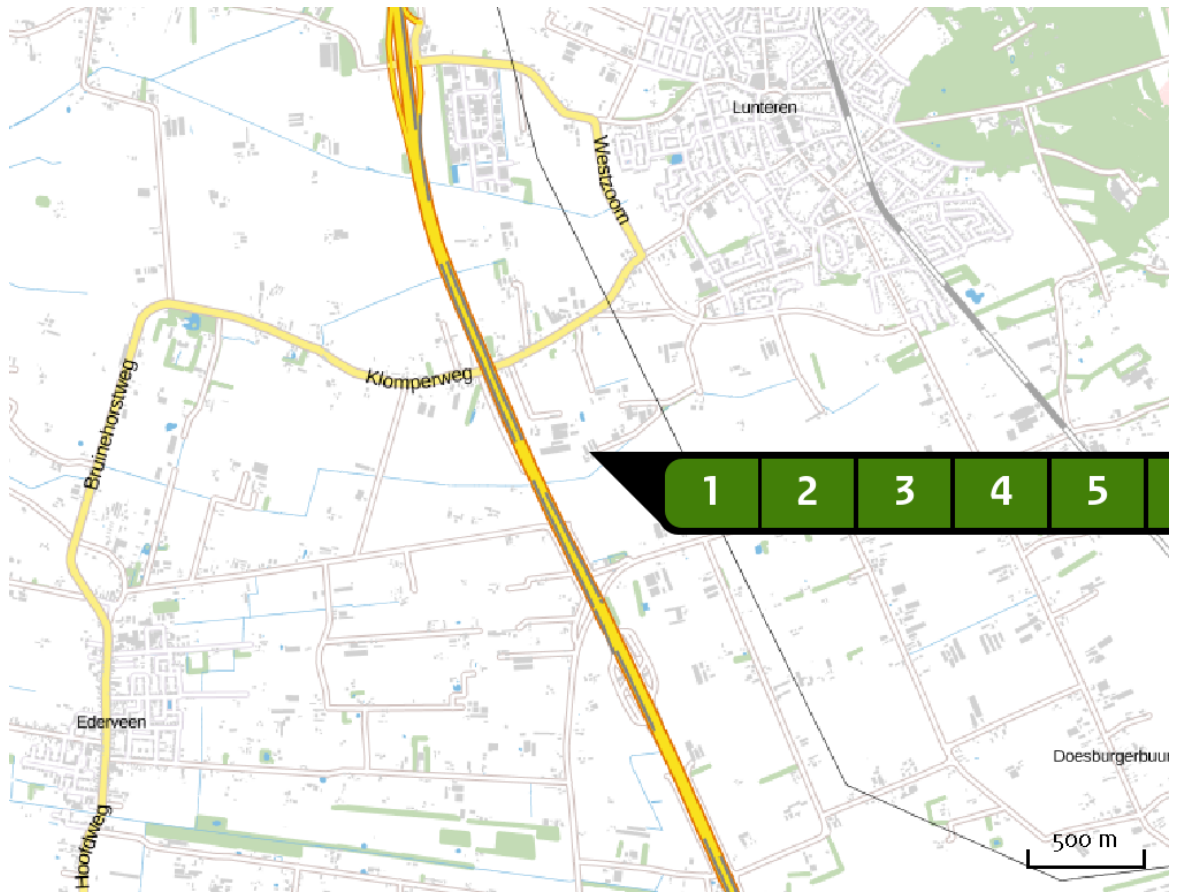 Lunteren
Westzoom
Klomperweg
Bruinehorstweg
1 2 3 4 5
Ederveen
Doesburgerbuur
Hoofdweg
500 m